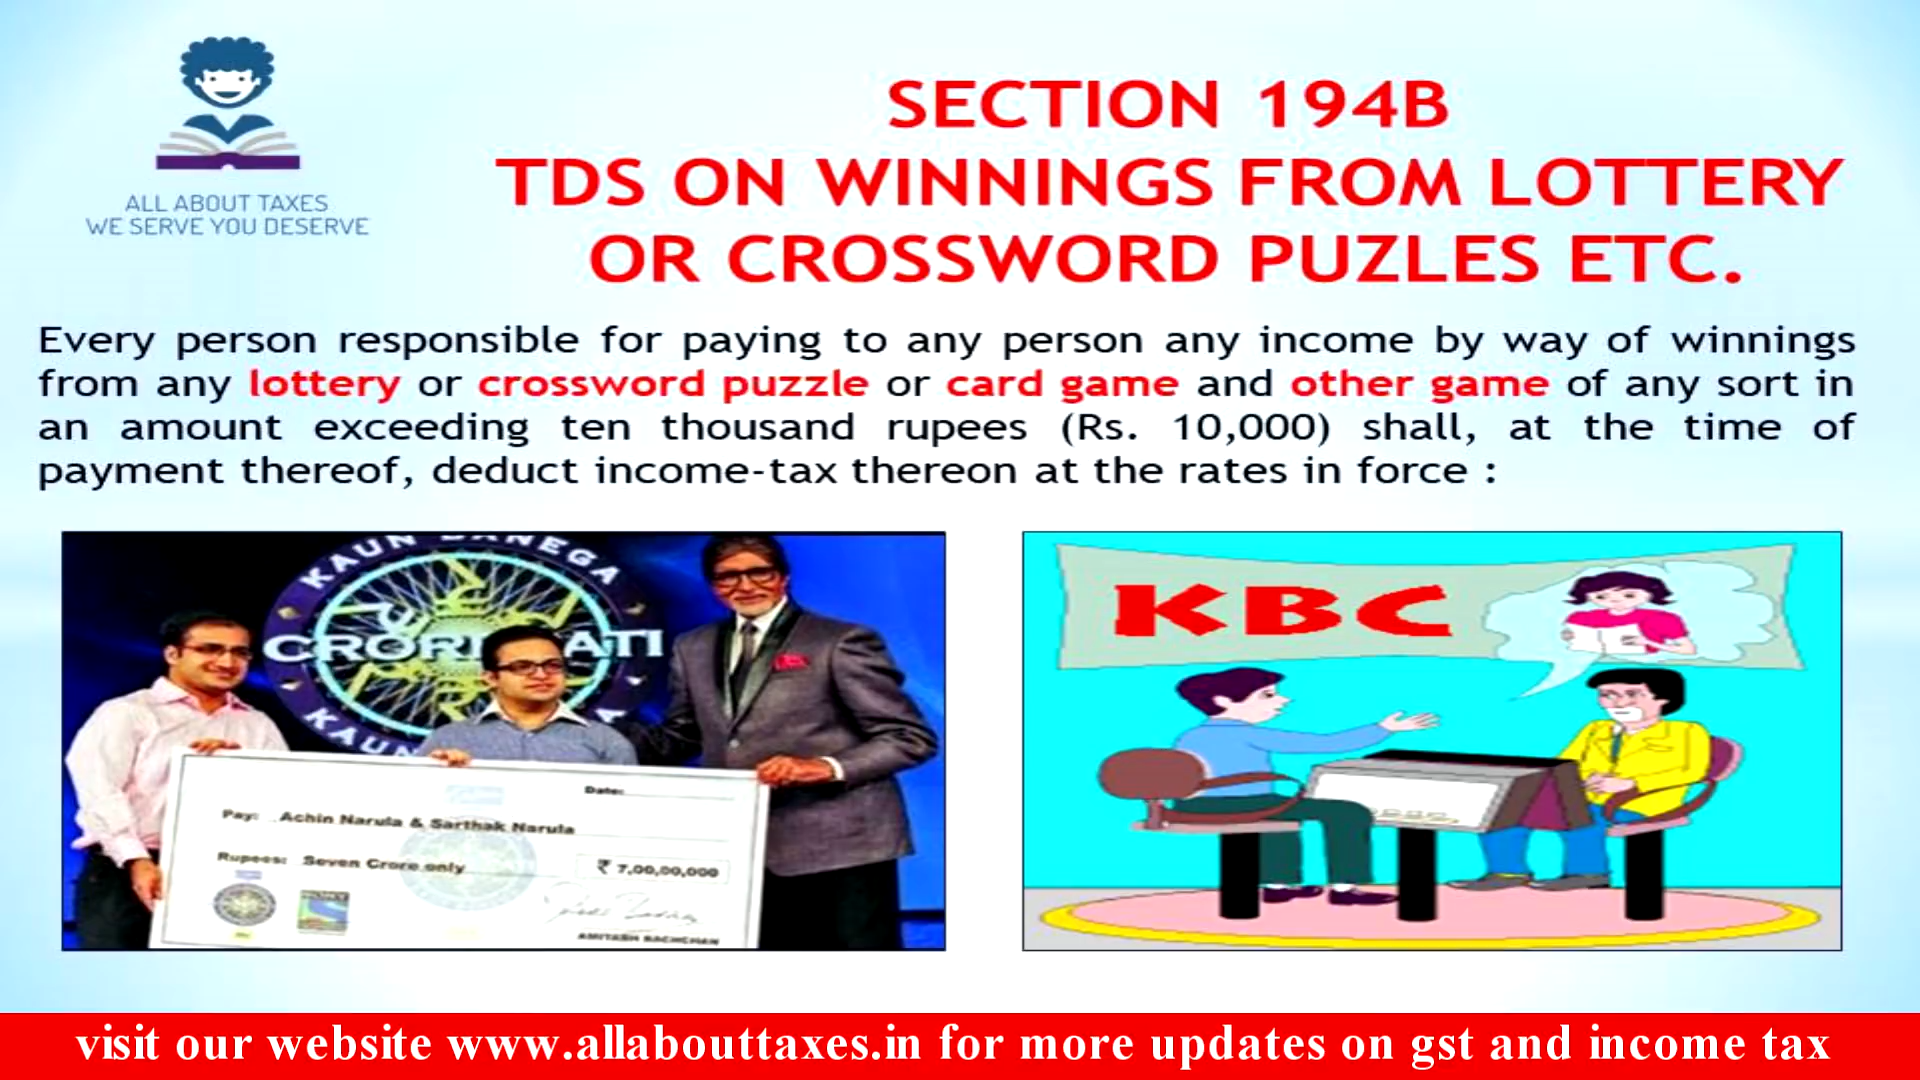 ALL ABOUT TAXES
WE SERVE YOU DESERVE
SECTION 194B
TDS ON WINNINGS FROM LOTTERY
OR CROSSWORD PUZLES ETC.
Every person responsible for paying to any person any income by way of winnings
from any lottery or crossword puzzle or card game and other game of any sort in
an amount exceeding ten thousand rupees (Rs. 10,000) shall, at the time of
payment thereof, deduct income-tax thereon at the rates in force :
KAUN BANEGA
CRORE ATI
KAUN
Date:
Pay: Achin Narula & Sarthak Narula
Rupees: Seven Crore only
₹ 7,00,00,000
AMITABH BACHCHAN
KBC
visit our website www.allabouttaxes.in for more updates on gst and income tax